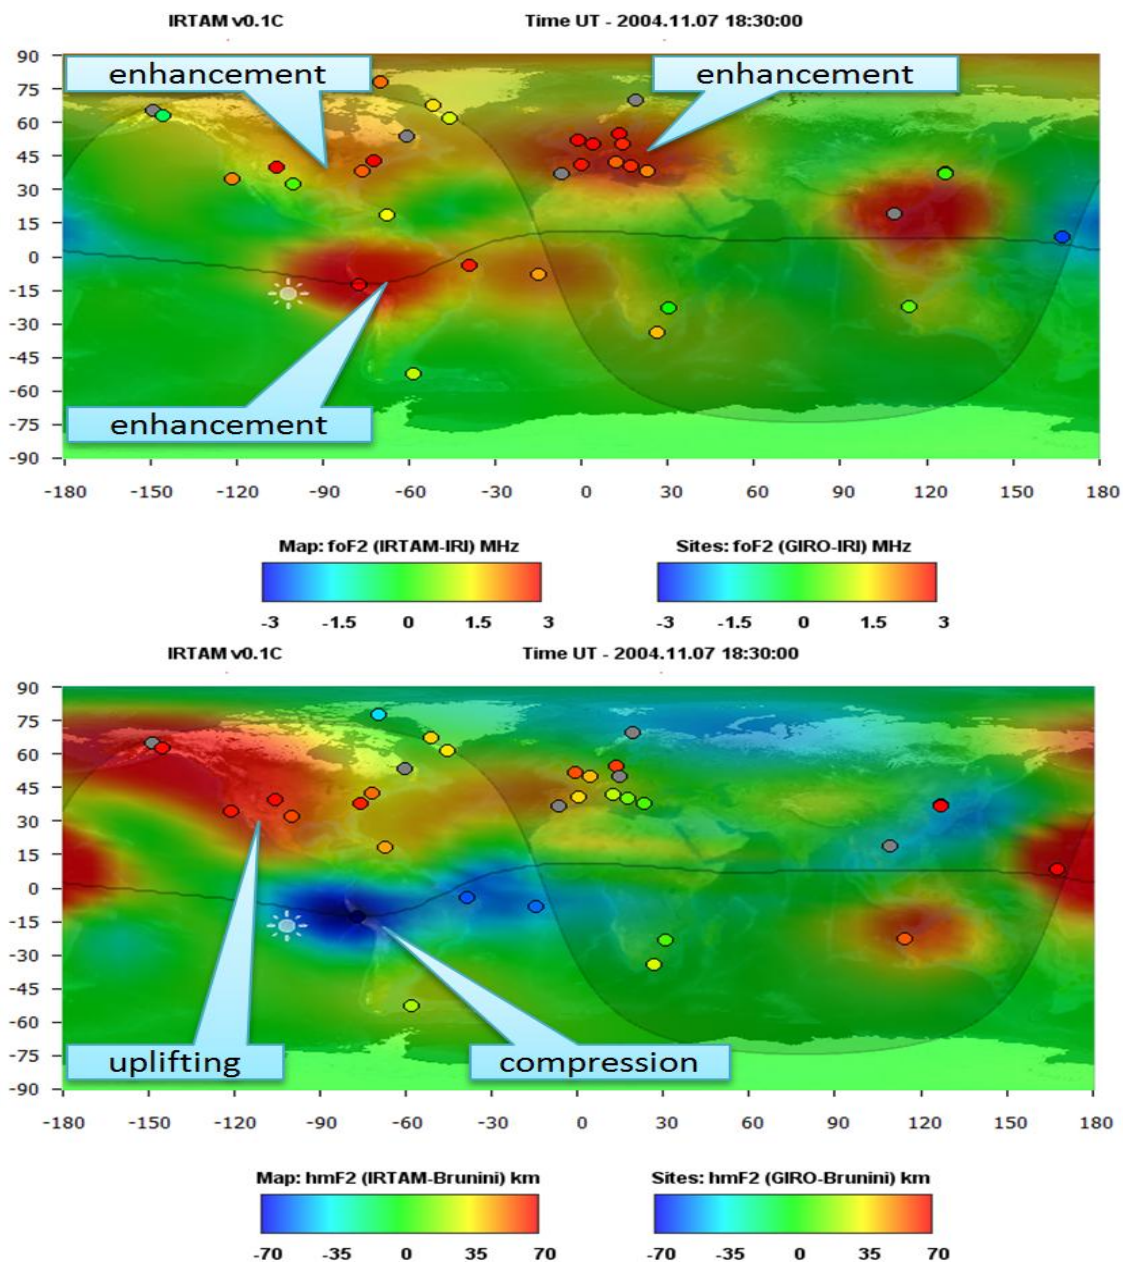 IRTAM v0.1C Time UT - 2004.11.07 18:30:00
90
enhancement enhancement
75
60
45
30
15
0
-15
-30
-45
-60
enhancement
-75
-90
-180 -150 -120 -90 -60 -30 0 30 60 90 120 150 180
Map: foF2 (IRTAM-IRI) MHz Sites: foF2 (GIRO-IRI) MHz
-3 -1.5 0 1.5 3 -3 -1.5 0 1.5 3
IRTAM v0.1C Time UT - 2004.11.07 18:30:00
90
75
60
45
30
15
0
-15
-30
-45
-60
-75
uplifting compression
-90
-180 -150 -120 -90 -60 -30 0 30 60 90 120 150 180
Map: hmF2 (IRTAM-Brunini) km Sites: hmF2 (GIRO-Brunini) km
-70 -35 0 35 70 -70 -35 0 35 70